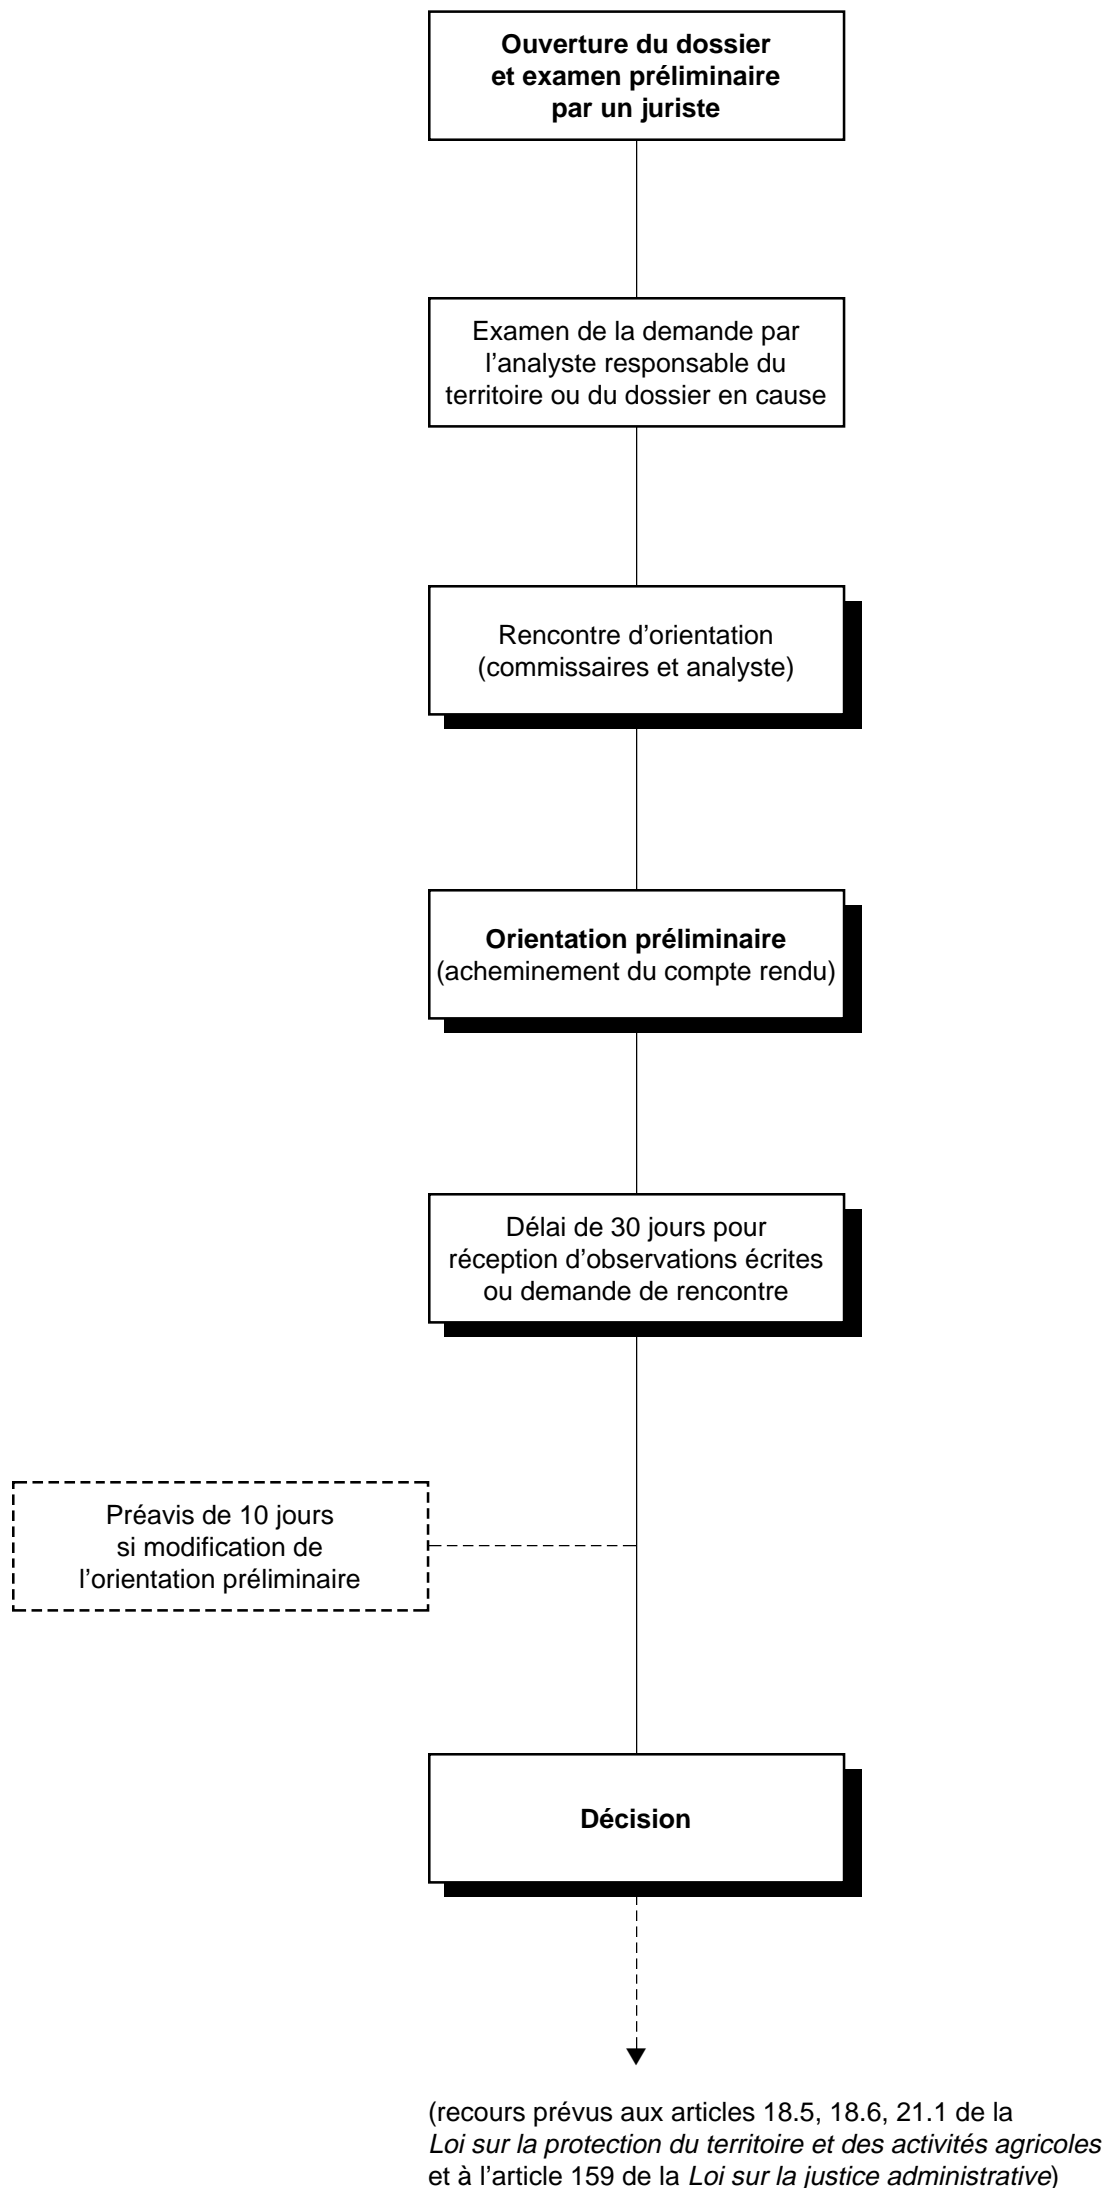 Ouverture du dossier
et examen préliminaire
par un juriste
Examen de la demande par
l’analyste responsable du
territoire ou du dossier en cause
Rencontre d’orientation
(commissaires et analyste)
Orientation préliminaire
(acheminement du compte rendu)
Délai de 30 jours pour
réception d’observations écrites
ou demande de rencontre
Préavis de 10 jours
si modification de
l’orientation préliminaire
Décision
(recours prévus aux articles 18.5, 18.6, 21.1 de la
Loi sur la protection du territoire et des activités agricoles
et à l’article 159 de la Loi sur la justice administrative)